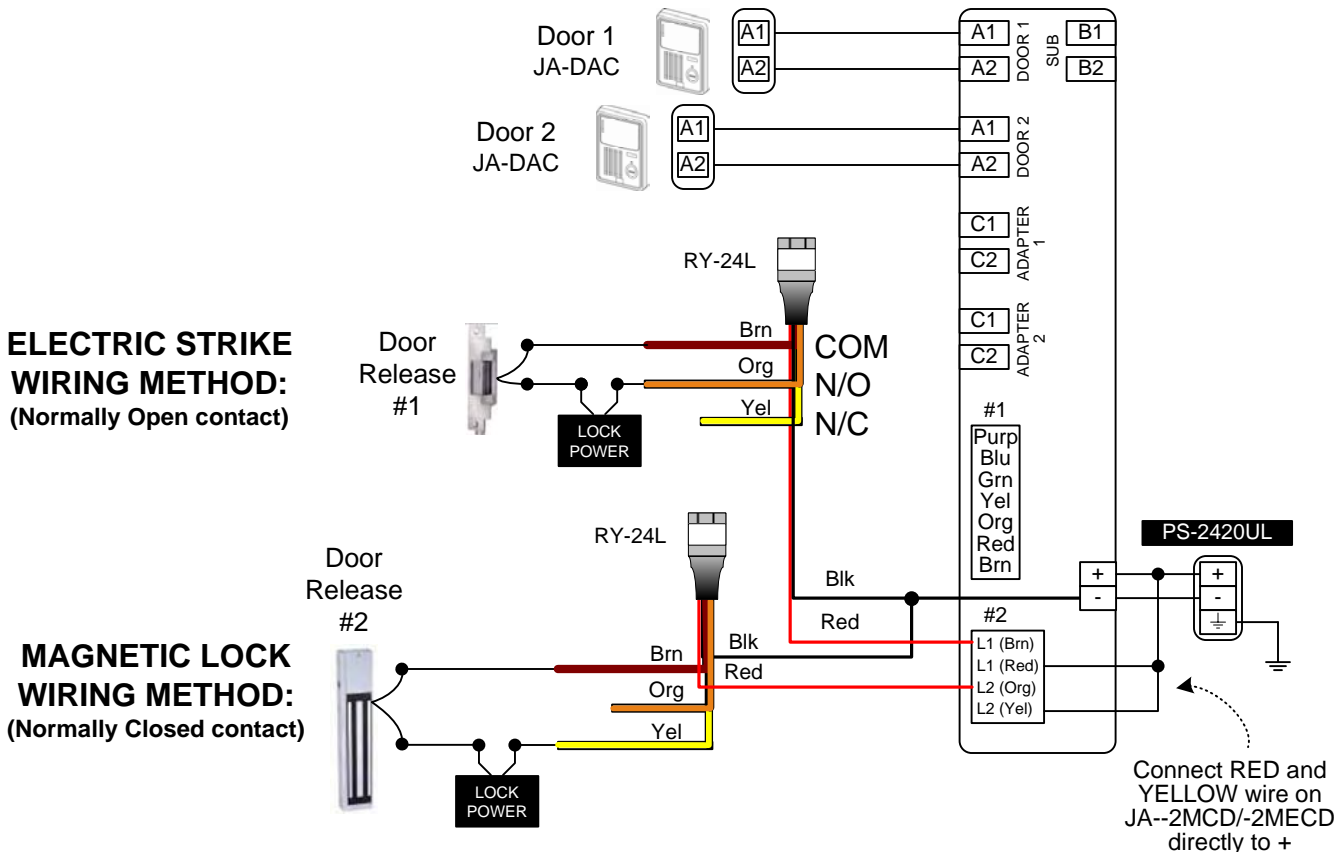 Door 1
JA-DAC
A1
A2
A1
A2
DOOR 1
SUB
B1
B2
Door 2
JA-DAC
A1
A2
A1
A2
DOOR 2
C1
C2
ADAPTER
1
C1
C2
ADAPTER
2
RY-24L
ELECTRIC STRIKE
WIRING METHOD:
(Normally Open contact)
Door
Release
#1
Brn
Org
Yel
COM
N/O
N/C
LOCK
POWER
#1
Purp
Blu
Grn
Yel
Org
Red
Brn
PS-2420UL
+
-
+
-
RY-24L
Blk
Red
#2
L1 (Brn)
L1 (Red)
L2 (Org)
L2 (Yel)
Door
Release
#2
MAGNETIC LOCK
WIRING METHOD:
(Normally Closed contact)
Brn
Org
Yel
Blk
Red
LOCK
POWER
Connect RED and
YELLOW wire on
JA--2MCD/-2MECD
directly to +